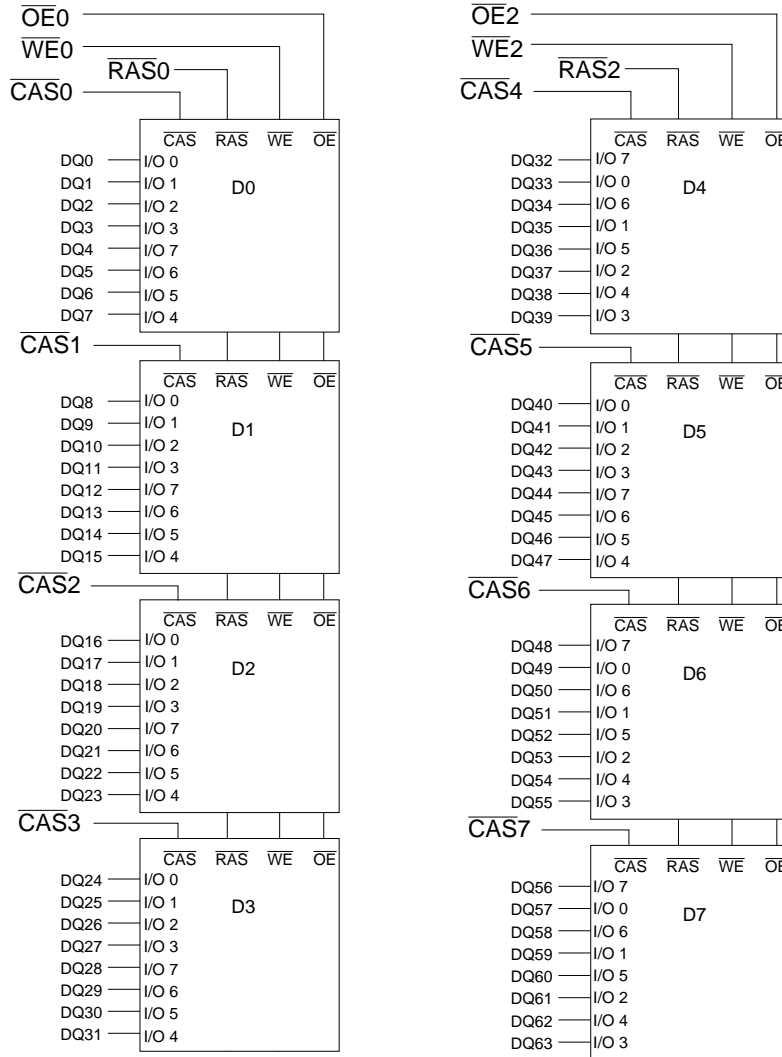 OE0
WE0
RAS0
CAS0
CAS RAS WE OE
D0
DQ0 I/O 0
DQ1 I/O 1
DQ2 I/O 2
DQ3 I/O 3
DQ4 I/O 7
DQ5 I/O 6
DQ6 I/O 5
DQ7 I/O 4
CAS1
CAS RAS WE OE
D1
DQ8 I/O 0
DQ9 I/O 1
DQ10 I/O 2
DQ11 I/O 3
DQ12 I/O 7
DQ13 I/O 6
DQ14 I/O 5
DQ15 I/O 4
CAS2
CAS RAS WE OE
D2
DQ16 I/O 0
DQ17 I/O 1
DQ18 I/O 2
DQ19 I/O 3
DQ20 I/O 7
DQ21 I/O 6
DQ22 I/O 5
DQ23 I/O 4
CAS3
CAS RAS WE OE
D3
DQ24 I/O 0
DQ25 I/O 1
DQ26 I/O 2
DQ27 I/O 3
DQ28 I/O 7
DQ29 I/O 6
DQ30 I/O 5
DQ31 I/O 4
OE2
WE2
RAS2
CAS4
CAS RAS WE OE
D4
DQ32 I/O 7
DQ33 I/O 0
DQ34 I/O 6
DQ35 I/O 1
DQ36 I/O 5
DQ37 I/O 2
DQ38 I/O 4
DQ39 I/O 3
CAS5
CAS RAS WE OE
D5
DQ40 I/O 0
DQ41 I/O 1
DQ42 I/O 2
DQ43 I/O 3
DQ44 I/O 7
DQ45 I/O 6
DQ46 I/O 5
DQ47 I/O 4
CAS6
CAS RAS WE OE
D6
DQ48 I/O 7
DQ49 I/O 0
DQ50 I/O 6
DQ51 I/O 1
DQ52 I/O 5
DQ53 I/O 2
DQ54 I/O 4
DQ55 I/O 3
CAS7
CAS RAS WE OE
D7
DQ56 I/O 7
DQ57 I/O 0
DQ58 I/O 6
DQ59 I/O 1
DQ60 I/O 5
DQ61 I/O 2
DQ62 I/O 4
DQ63 I/O 3